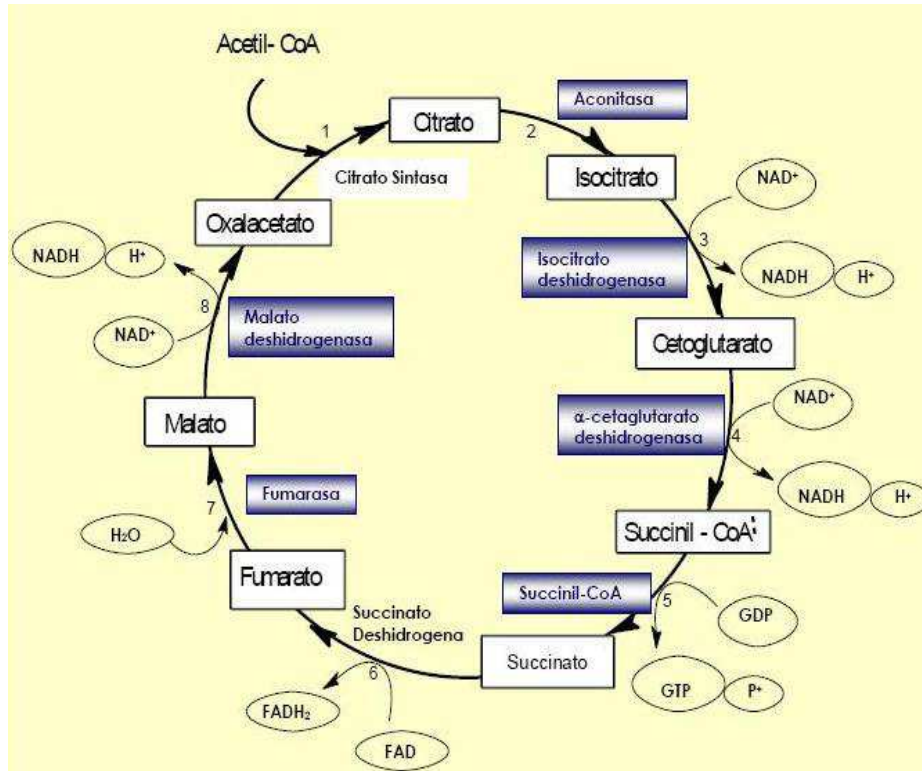 Acetil-CoA
1
Citrato
2
Aconitasa
Citrato Sintasa
Isocitrato
NAD+
3
Isocitrato
deshidrogenasa
NADH
H+
Cetoglutarato
α-cetaglutarato
deshidrogenasa
NAD+
4
NADH
H+
Succinil - CoA
Succinil-CoA
5
GDP
GTP
P+
Succinato
Succinato
Deshidrogena
6
FADH2
FAD
Fumarato
Fumarasa
7
H2O
Malato
Malato
deshidrogenasa
8
NAD+
NADH
H+
Oxalacetato